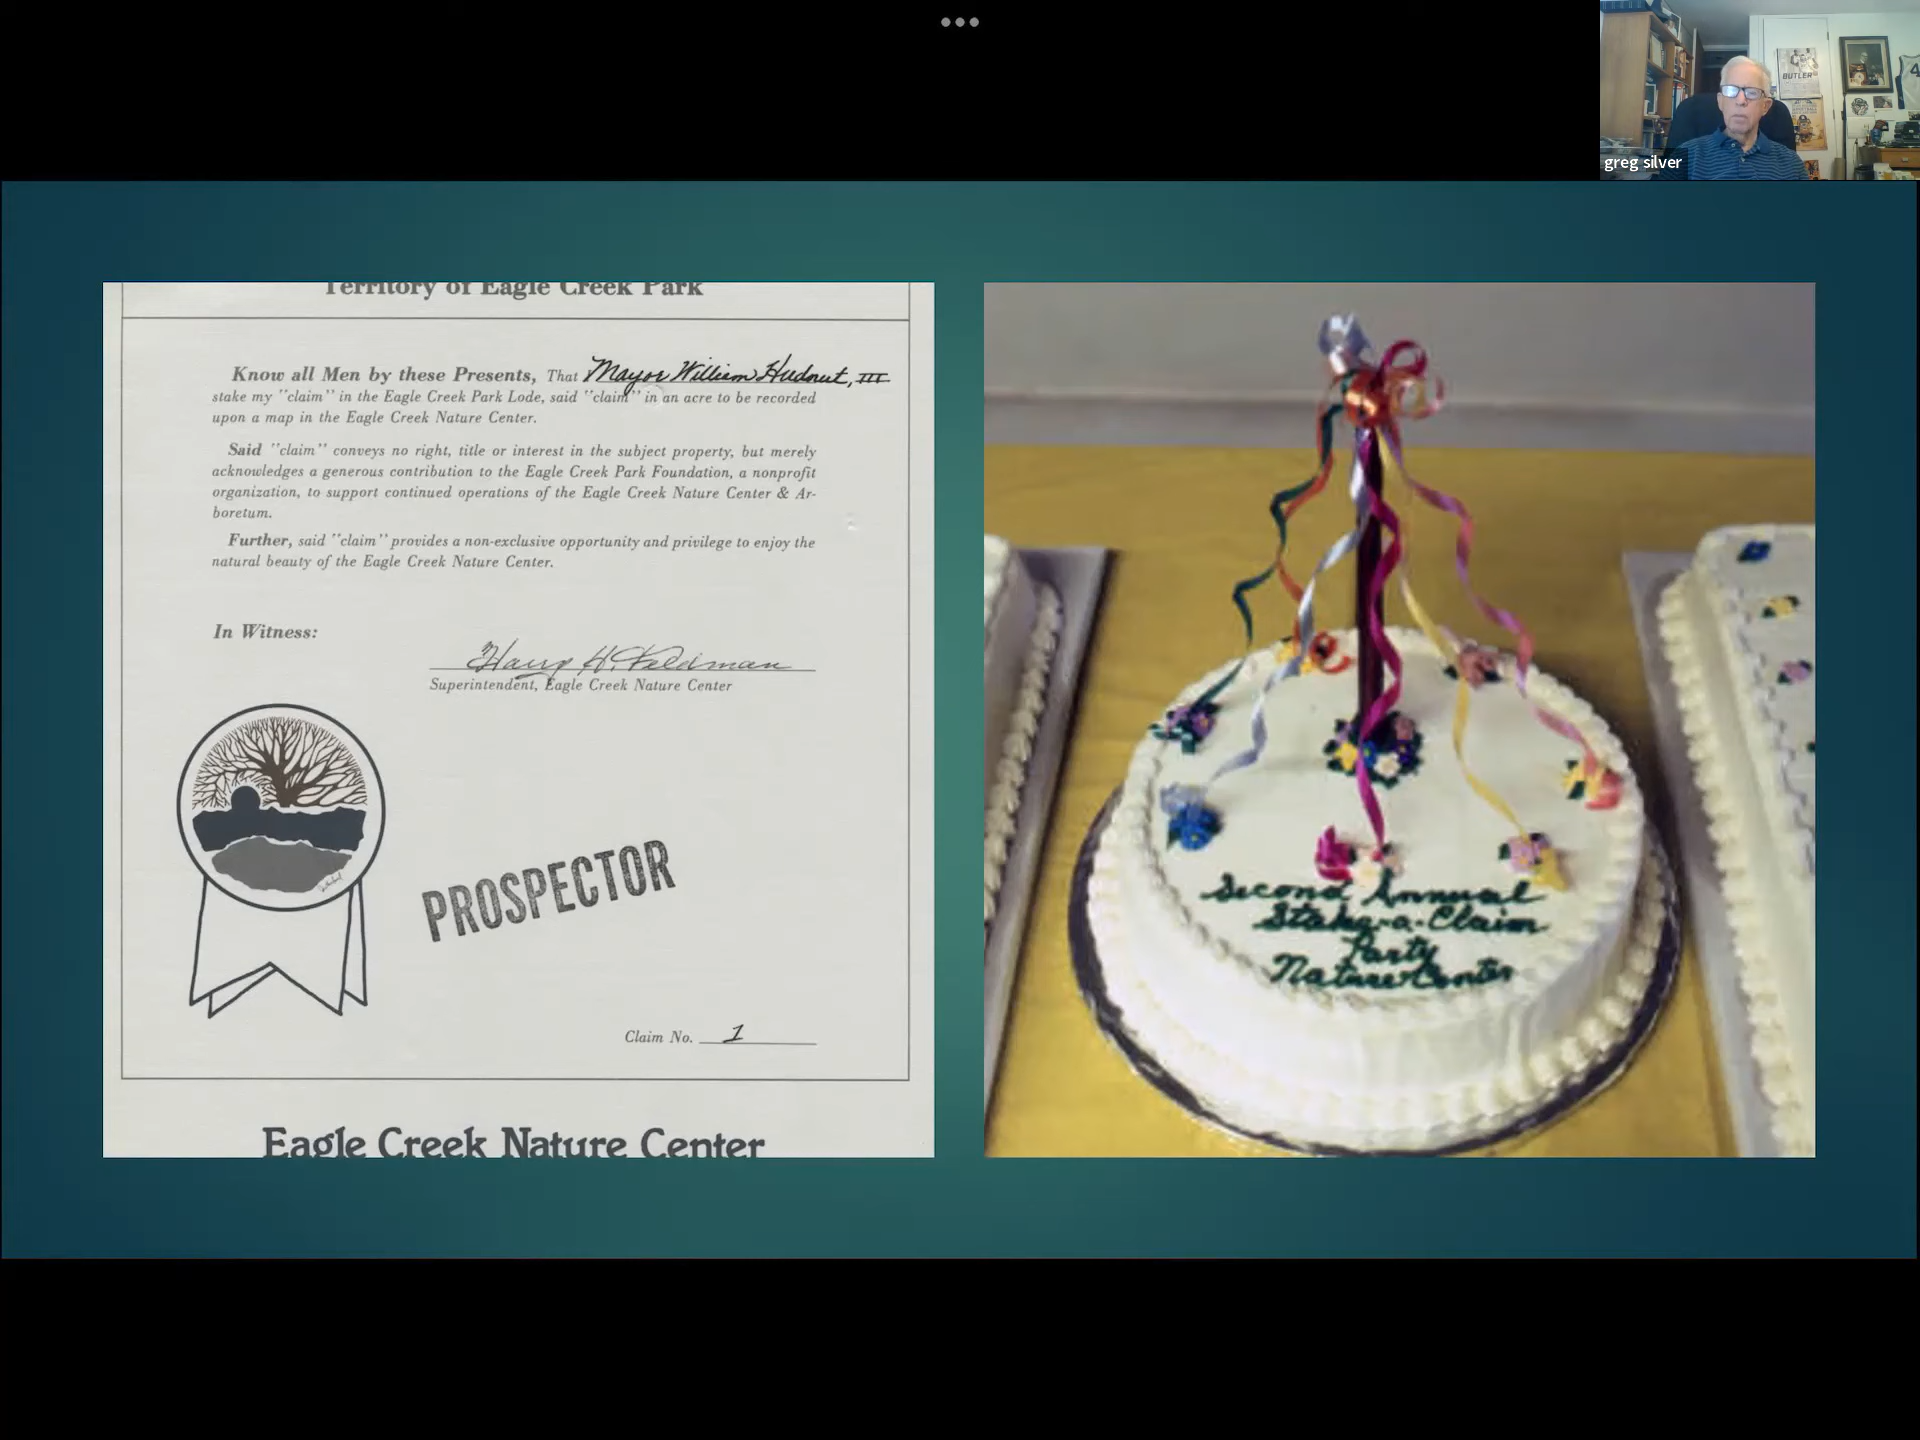 BUTLER
4
greg silver
Territory of Eagle Creek Park
Know all Men by these Presents, That Mayor William Hudnut, III
stake my "claim" in the Eagle Creek Park Lode, said "claim" in an acre to be recorded
upon a map in the Eagle Creek Nature Center.
Said "claim" conveys no right, title or interest in the subject property, but merely
acknowledges a generous contribution to the Eagle Creek Park Foundation, a nonprofit
organization, to support continued operations of the Eagle Creek Nature Center & Ar-
boretum.
Further, said "claim" provides a non-exclusive opportunity and privilege to enjoy the
natural beauty of the Eagle Creek Nature Center.
In Witness:
Harry H. Feldman
Superintendent, Eagle Creek Nature Center
PROSPECTOR
Claim No. 1
Eagle Creek Nature Center
Second Annual
Stake-a-Claim
Party
Nature Center